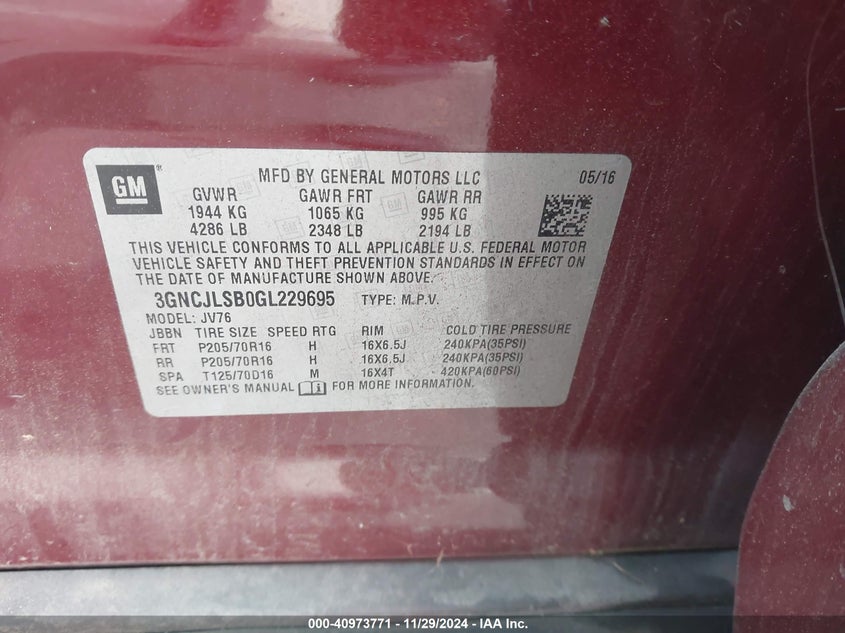 GM ®
MFD BY GENERAL MOTORS LLC 05/16
GVWR GAWR FRT GAWR RR
1944 KG 1065 KG 995 KG
4286 LB 2348 LB 2194 LB
THIS VEHICLE CONFORMS TO ALL APPLICABLE U.S. FEDERAL MOTOR
VEHICLE SAFETY AND THEFT PREVENTION STANDARDS IN EFFECT ON
THE DATE OF MANUFACTURE SHOWN ABOVE.
3GNCJLSB0GL229695 TYPE: M.P.V.
MODEL: JV76
JBBN TIRE SIZE SPEED RTG RIM COLD TIRE PRESSURE
FRT P205/70R16 H 16X6.5J 240KPA(35PSI)
RR P205/70R16 H 16X6.5J 240KPA(35PSI)
SPA T125/70D16 M 16X4T 420KPA(60PSI)
SEE OWNER'S MANUAL FOR MORE INFORMATION.
000-40973771 - 11/29/2024 - IAA Inc.